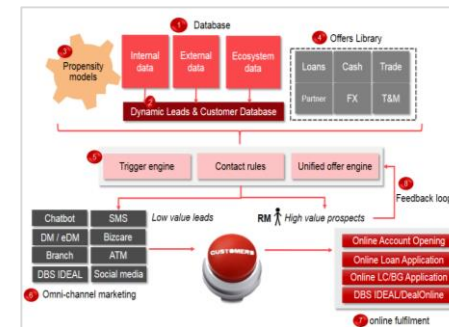 1 Database
3 Propensity models
Internal data
External data
Ecosystem data
2 Dynamic Leads & Customer Database
4 Offers Library
Loans Cash Trade
Partner FX T&M
5
Trigger engine Contact rules Unified offer engine
8 Feedback loop
Low value leads
RM High value prospects
Chatbot SMS
DM / eDM Bizcare
Branch ATM
DBS IDEAL Social media
CUSTOMERS
Online Account Opening
Online Loan Application
Online LC/BG Application
DBS IDEAL/DealOnline
6 Omni-channel marketing
7 online fulfilment